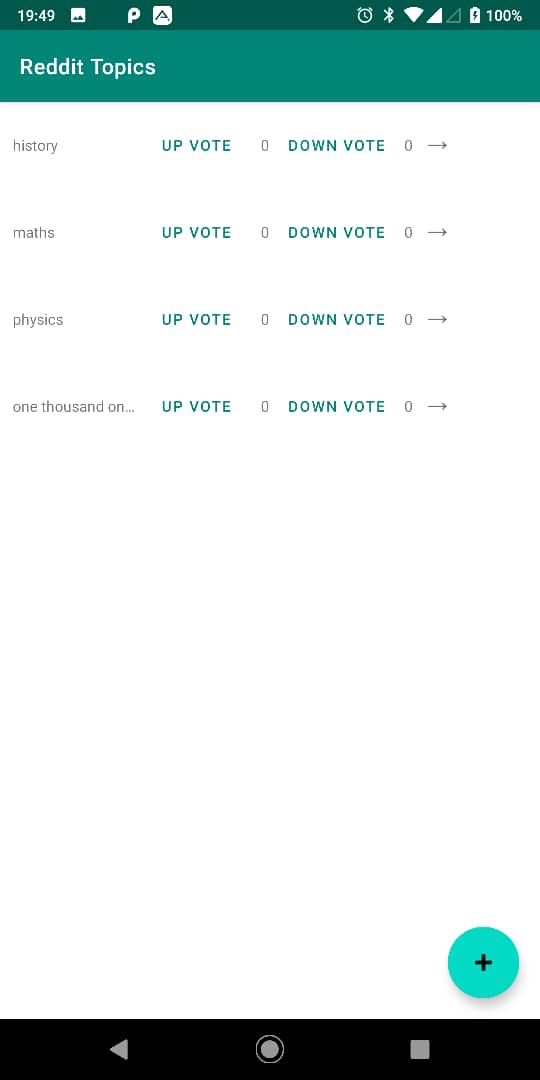 19:49 100%
Reddit Topics
history UP VOTE 0 DOWN VOTE 0 →
maths UP VOTE 0 DOWN VOTE 0 →
physics UP VOTE 0 DOWN VOTE 0 →
one thousand on... UP VOTE 0 DOWN VOTE 0 →
+